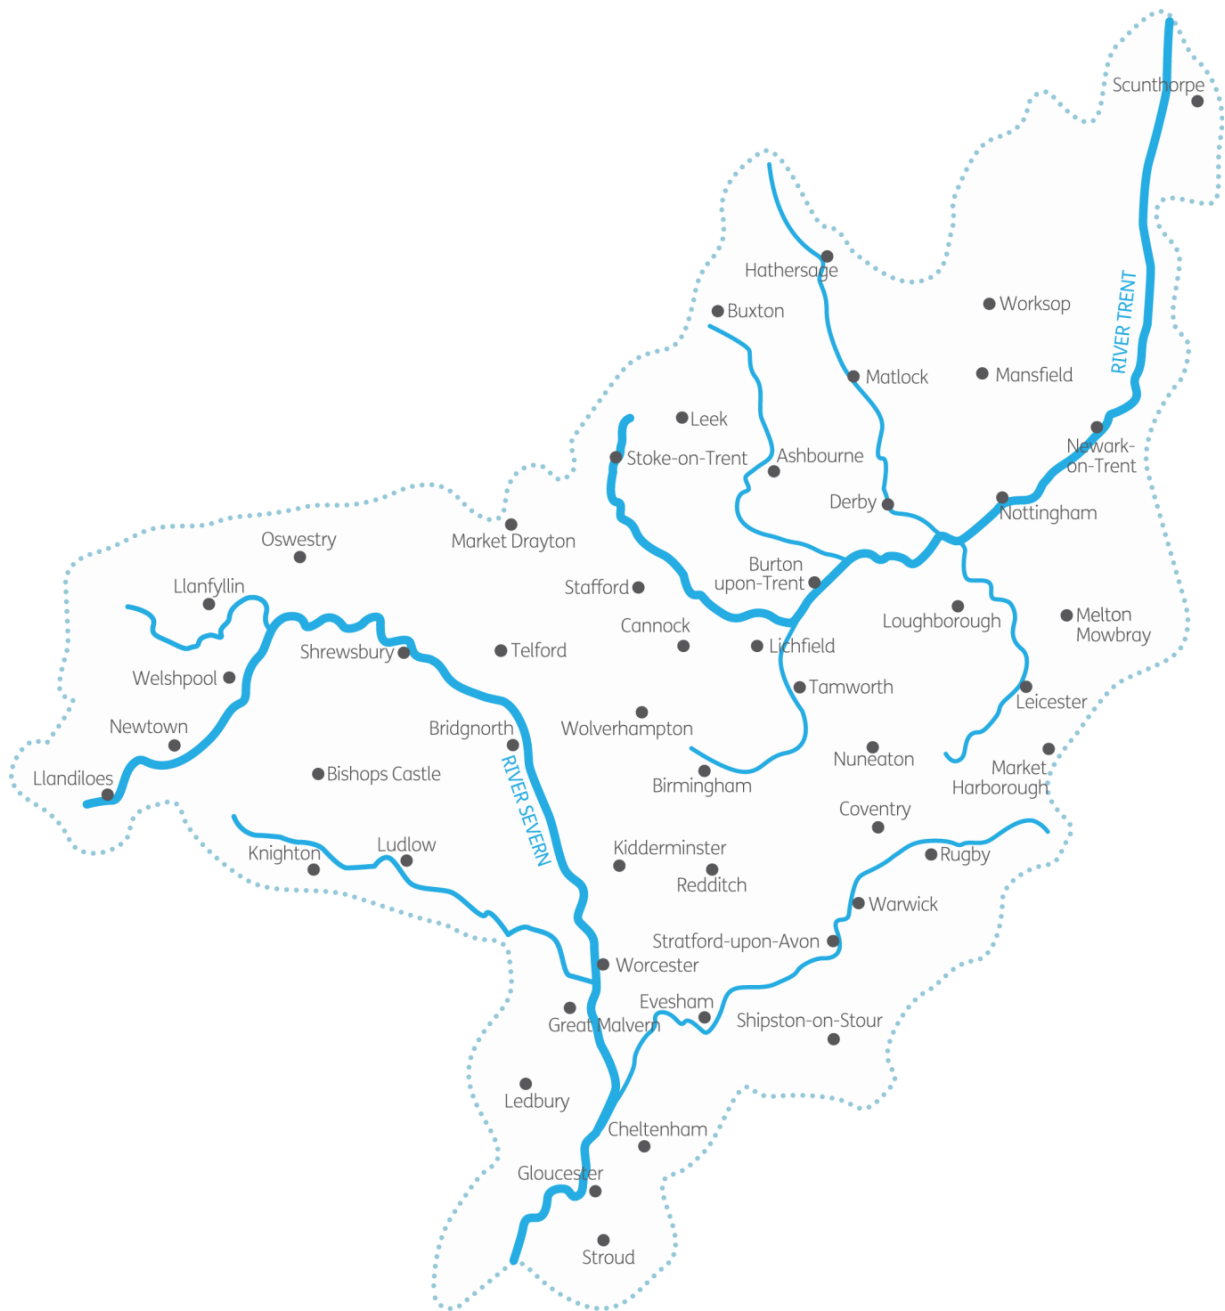 Scunthorpe
Hathersage
Buxton
Worksop
RIVER TRENT
Matlock
Mansfield
Leek
Newark-
on-Trent
Stoke-on-Trent
Ashbourne
Derby
Nottingham
Market Drayton
Oswestry
Burton
upon-Trent
Stafford
Llanfyllin
Loughborough
Melton
Mowbray
Cannock
Lichfield
Shrewsbury
Telford
Welshpool
Tamworth
Leicester
Newtown
Bridgnorth
Wolverhampton
Nuneaton
Market
Harborough
Llandiloes
Bishops Castle
Birmingham
RIVER SEVERN
Coventry
Knighton
Ludlow
Kidderminster
Redditch
Rugby
Warwick
Stratford-upon-Avon
Worcester
Evesham
Great Malvern
Shipston-on-Stour
Ledbury
Cheltenham
Gloucester
Stroud